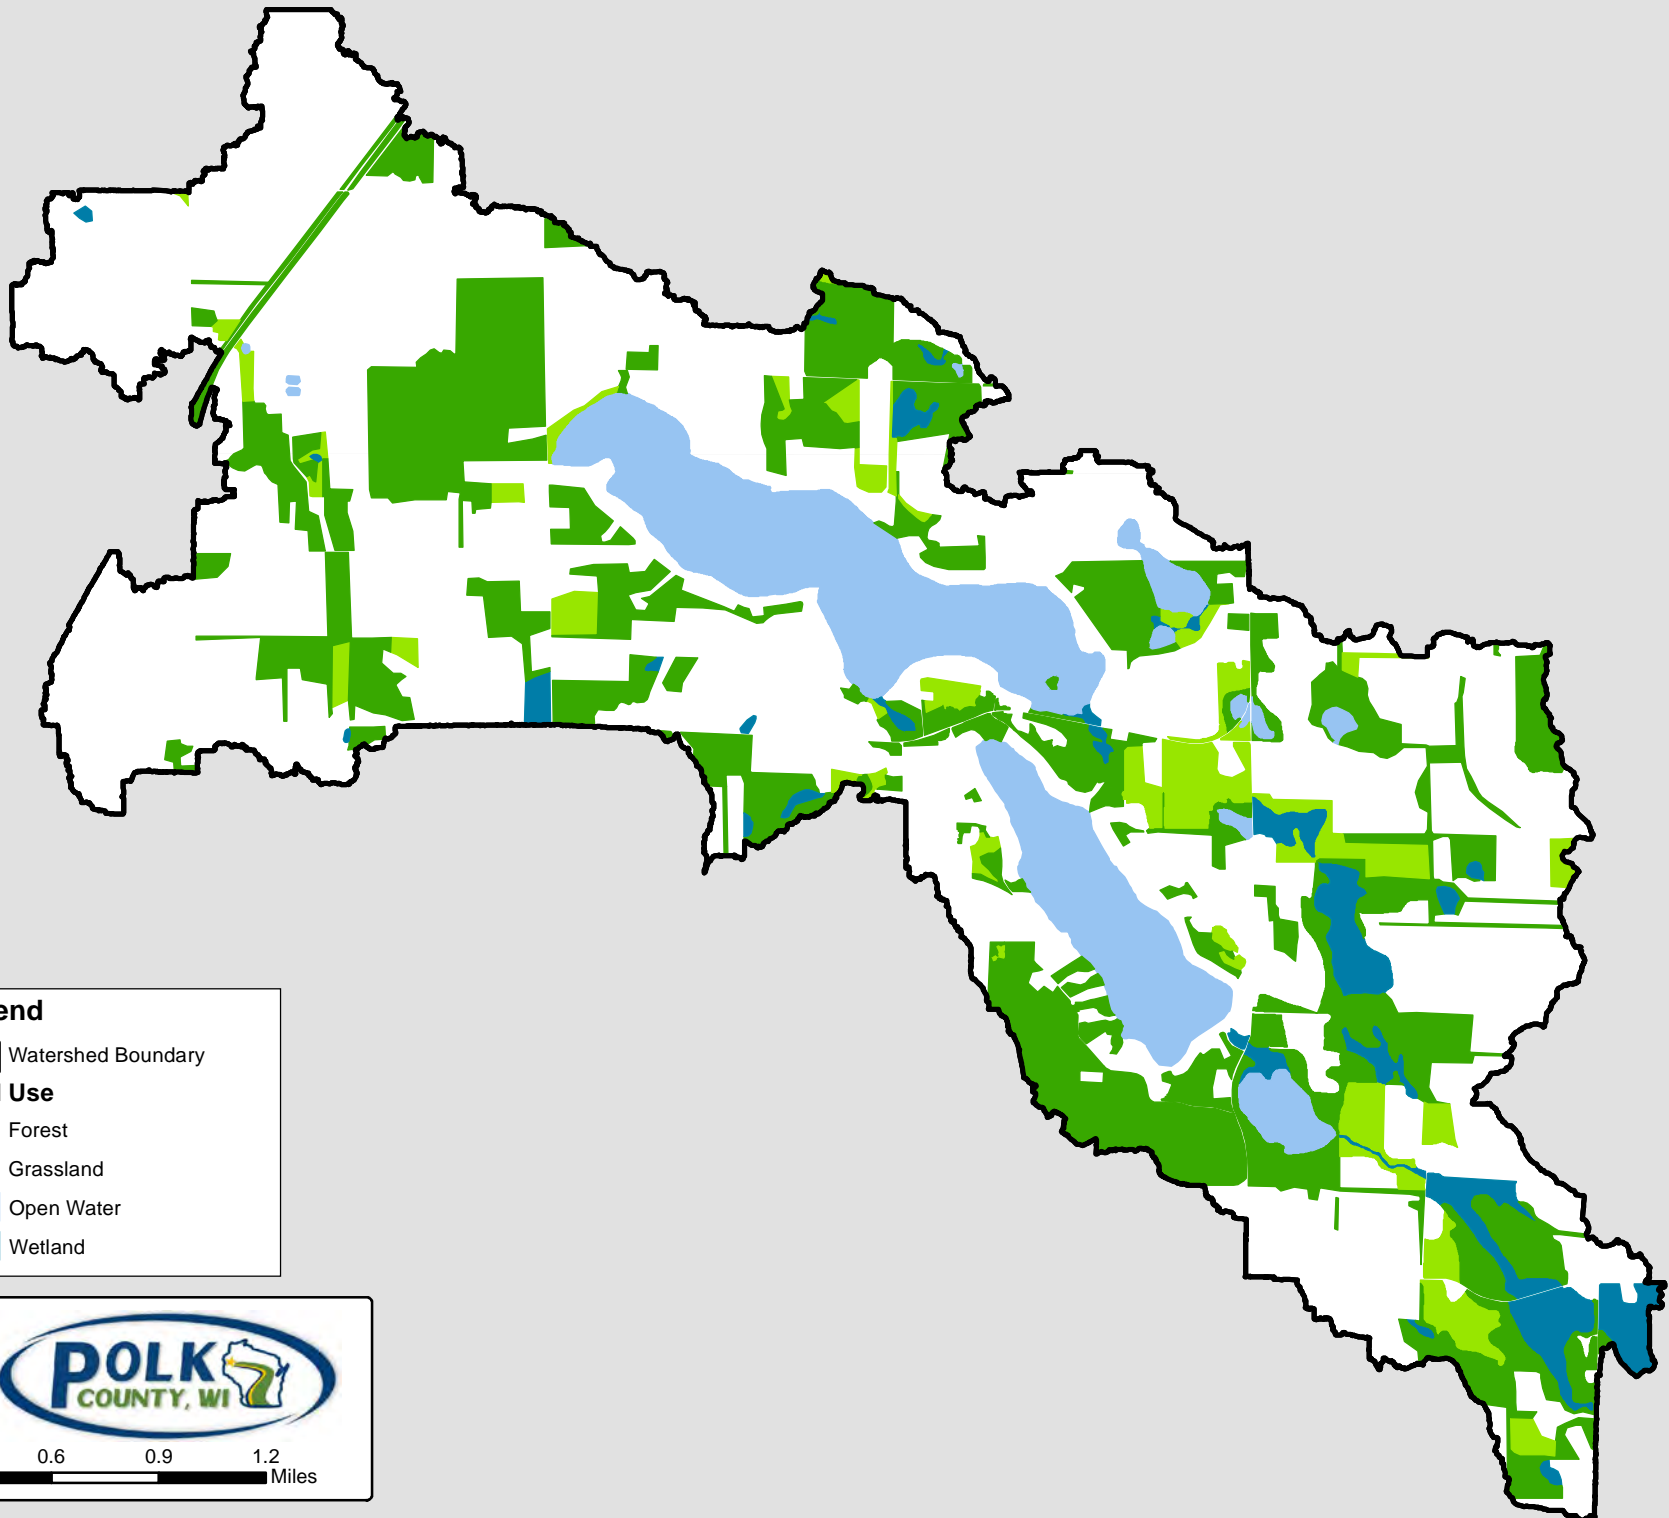 end
Watershed Boundary
Use
Forest
Grassland
Open Water
Wetland
POLK
COUNTY, WI
0.6 0.9 1.2
Miles